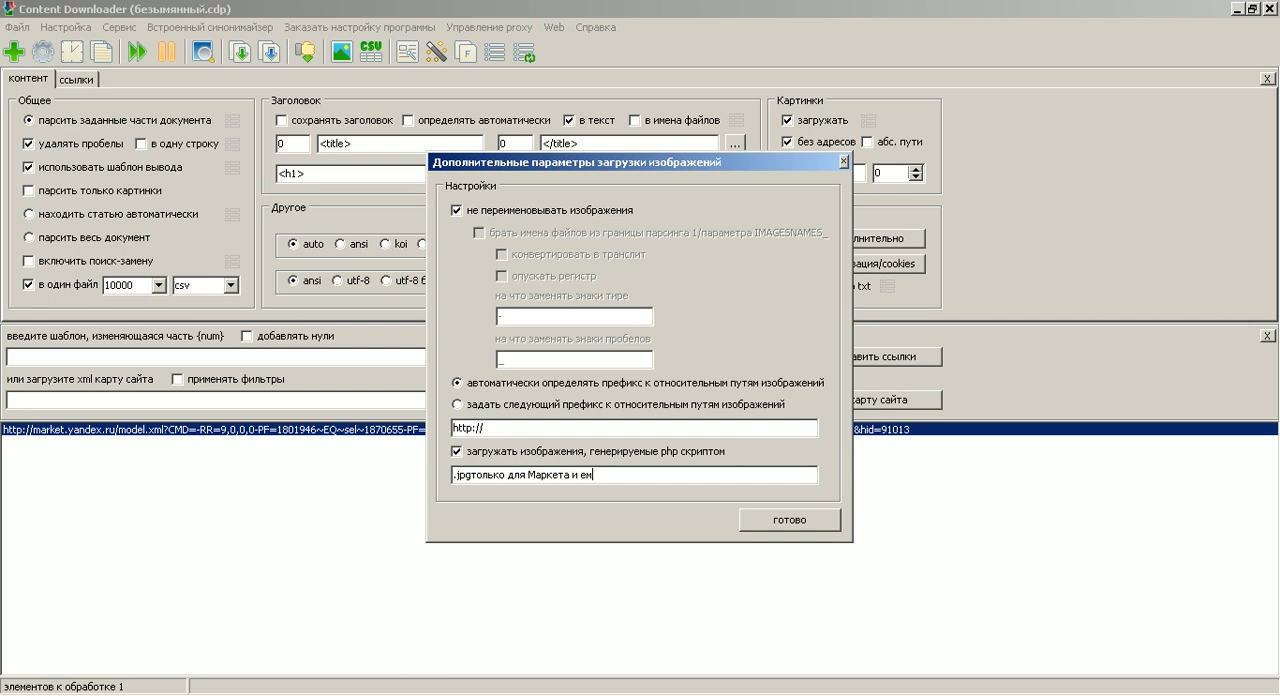 Content Downloader (безымянный.cdp)
Файл Настройка Сервис Встроенный синонимайзер Заказать настройку программы Управление proxy Web Справка
CSV F
контент ссылки X
Общее
парсить заданные части документа
удалять пробелы в одну строку
использовать шаблон вывода
парсить только картинки
находить статью автоматически
парсить весь документ
включить поиск-замену
в один файл 10000 csv
Заголовок
сохранять заголовок определять автоматически в текст в имена файлов
0 <title> 0 </title> ...
<h1>
Другое
auto ansi koi
ansi utf-8 utf-8
Картинки
загружать
без адресов абс. пути
0
txt
Дополнительные параметры загрузки изображений
Настройки
не переименовывать изображения
брать имена файлов из границы парсинга 1/параметра IMAGESNAMES_
конвертировать в транслит
опускать регистр
на что заменять знаки тире
-
на что заменять знаки пробелов
_
автоматически определять префикс к относительным путям изображений
задать следующий префикс к относительным путям изображений
http://
загружать изображения, генерируемые php скриптом
.jpgтолько для Маркета и ем
готово
введите шаблон, изменяющаяся часть {num} добавлять нули X
ссылки
или загрузите xml карту сайта применять фильтры
карту сайта
http://market.yandex.ru/model.xml?CMD=-RR=9,0,0,0-PF=1801946~EQ~sel~1870655-PF= &hid=91013
элементов к обработке 1